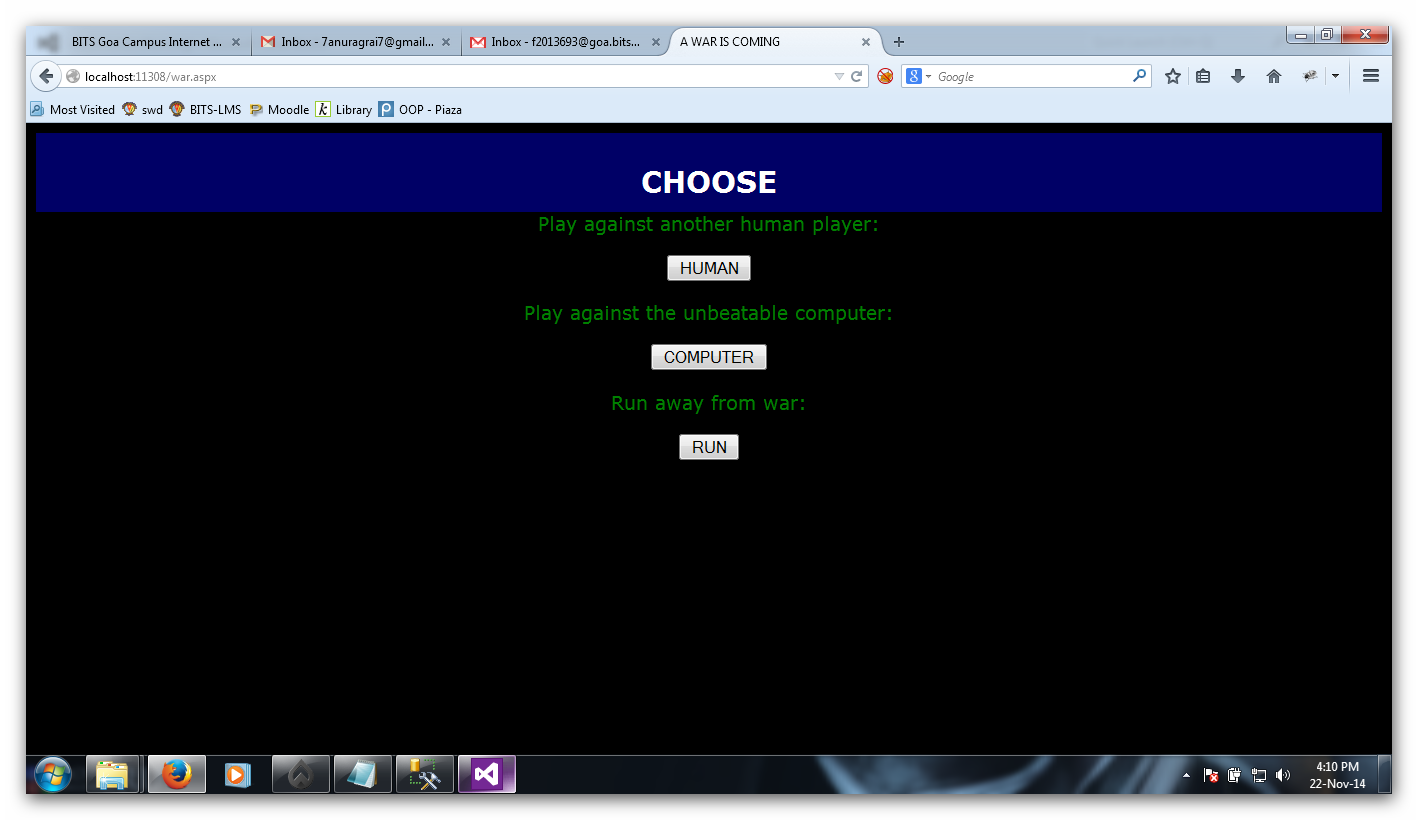 BITS Goa Campus Internet ...
Inbox - 7anuragrai7@gmail...
Inbox - f2013693@goa.bits...
A WAR IS COMING
localhost:11308/war.aspx
Google
Most Visited
swd
BITS-LMS
Moodle
Library
OOP - Piaza
CHOOSE
Play against another human player:
HUMAN
Play against the unbeatable computer:
COMPUTER
Run away from war:
RUN
4:10 PM
22-Nov-14